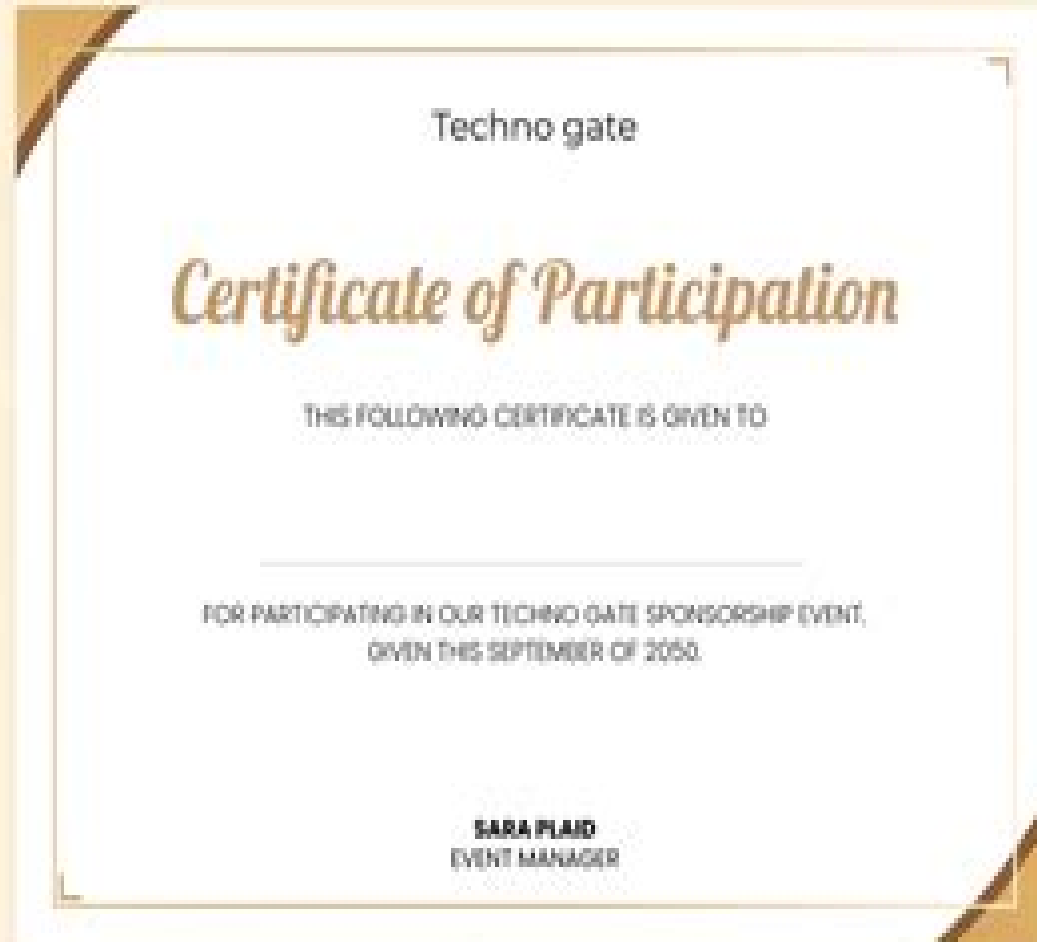 Techno gate
Certificate of Participation
THIS FOLLOWING CERTIFICATE IS GIVEN TO
FOR PARTICIPATING IN OUR TECHNO GATE SPONSORSHIP EVENT.
GIVEN THIS SEPTEMBER OF 2050.
SARA PLAID
EVENT MANAGER